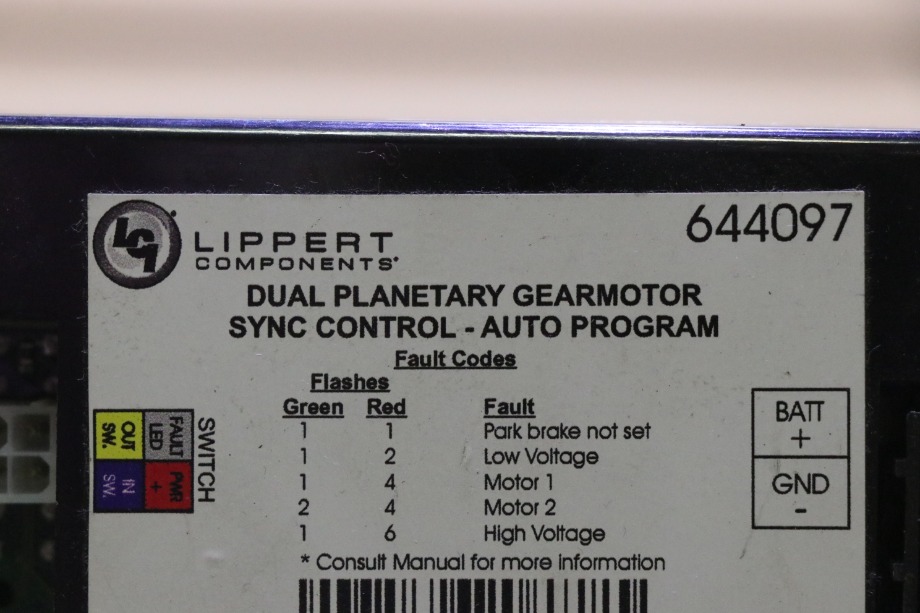 LCI
LIPPERT
COMPONENTS
644097
DUAL PLANETARY GEARMOTOR
SYNC CONTROL - AUTO PROGRAM
Fault Codes
Flashes
Green Red Fault
1 1 Park brake not set
1 2 Low Voltage
1 4 Motor 1
2 4 Motor 2
1 6 High Voltage
* Consult Manual for more information
SWITCH
FAULT LED
PWR +
OUT SW.
IN SW.
BATT
+
GND
-